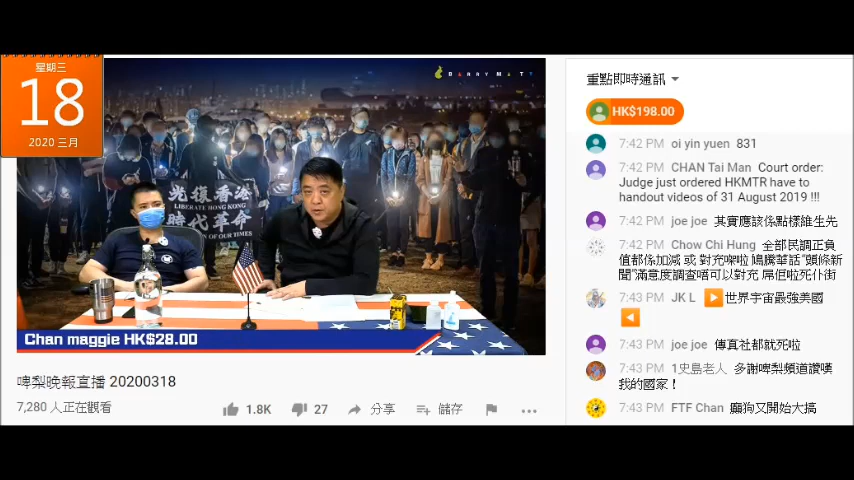 星期三
18
2020 三月
BARRYMATT
光復香港
LIBERATE HONG KONG
時代革命
REVOLUTION OF OUR TIMES
Chan maggie HK$28.00
啤梨晚報直播 20200318
7,280 人正在觀看
1.8K
27
分享
儲存
重點即時通訊
HK$198.00
7:42 PM oi yin yuen 831
7:42 PM CHAN Tai Man Court order:
Judge just ordered HKMTR have to
handout videos of 31 August 2019 !!!
7:42 PM joe joe 其實應該係點樣維生先
7:42 PM Chow Chi Hung 全部民調正負
值都係加減 或 對充㗎啦 鳩騰華話“頭條新
聞”滿意度調查唔可以對充 屌佢啦死仆街
7:43 PM JK L ▶世界宇宙最強美國
◀
7:43 PM joe joe 傳真社都就死啦
7:43 PM 1史島老人 多謝啤梨頻道讚嘆
我的國家！
7:43 PM FTF Chan 廟狗又開始大搞